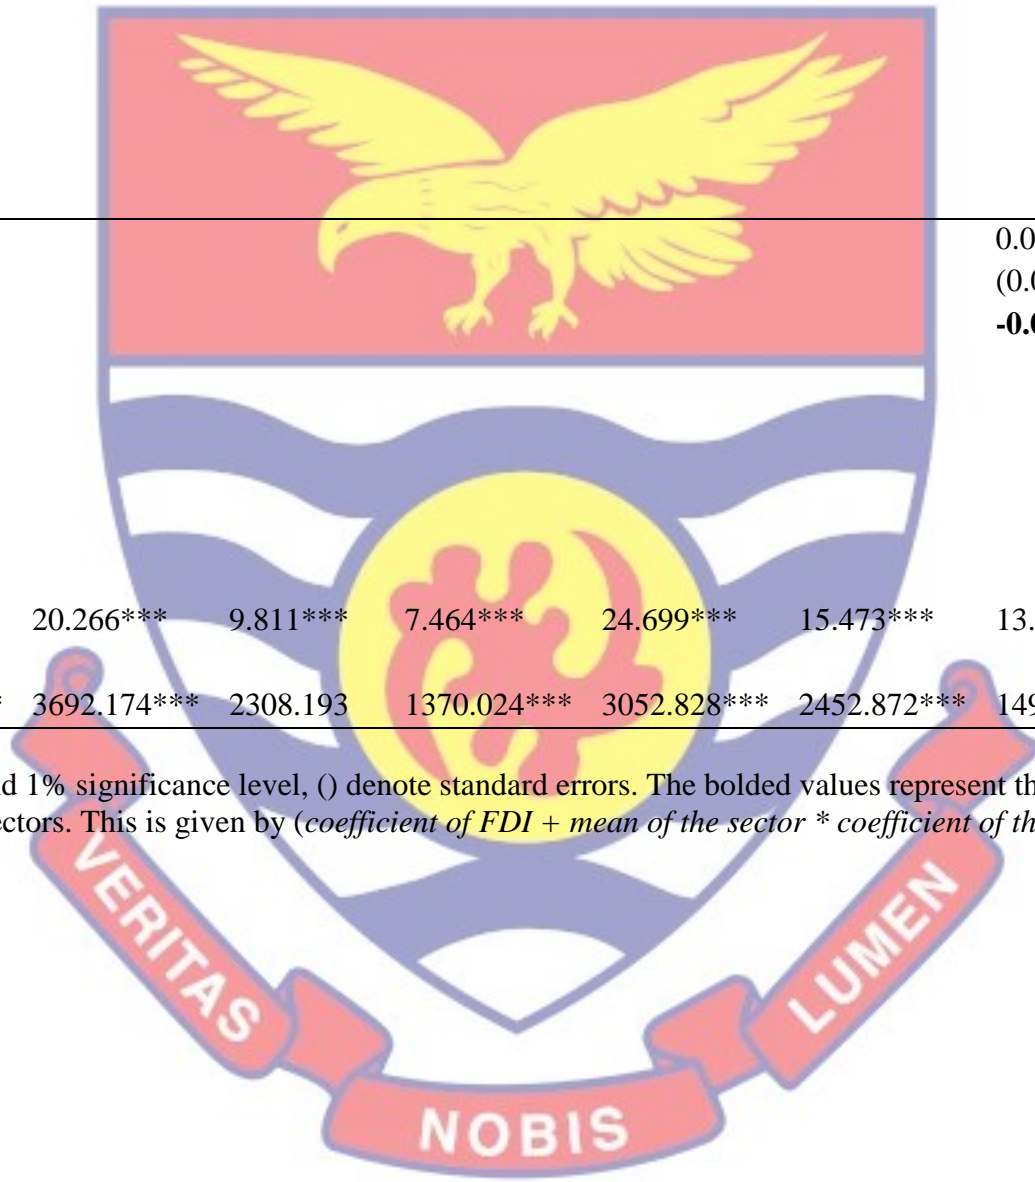 0.0
(0.0
-0.0
20.266*** 9.811*** 7.464*** 24.699*** 15.473*** 13.
* 3692.174*** 2308.193 1370.024*** 3052.828*** 2452.872*** 149
d 1% significance level, () denote standard errors. The bolded values represent th
ectors. This is given by (coefficient of FDI + mean of the sector * coefficient of th
VERITAS
NOBIS
LUMEN